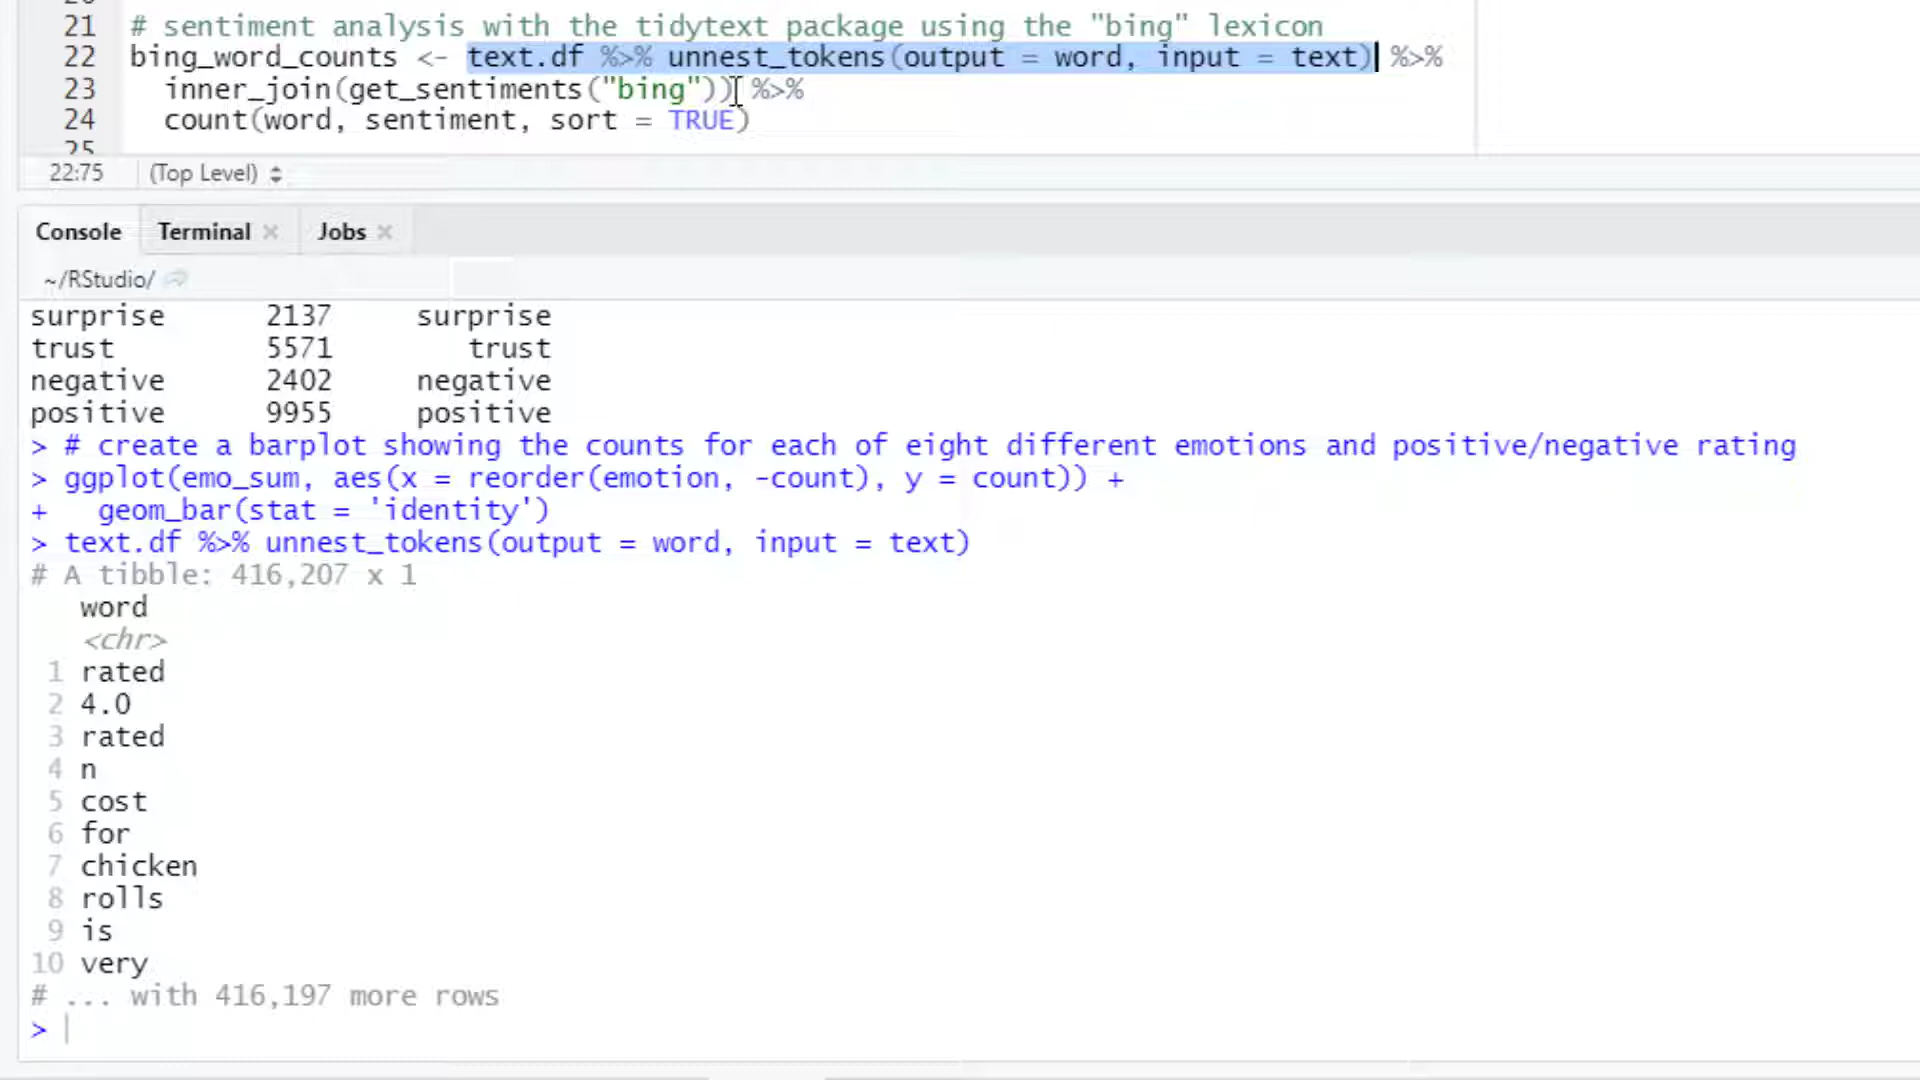 21 # sentiment analysis with the tidytext package using the "bing" lexicon
22 bing_word_counts <- text.df %>% unnest_tokens(output = word, input = text) %>%
23 inner_join(get_sentiments("bing")) %>%
24 count(word, sentiment, sort = TRUE)
25
22:75 (Top Level)
Console Terminal Jobs
~/RStudio/
surprise 2137 surprise
trust 5571 trust
negative 2402 negative
positive 9955 positive
> # create a barplot showing the counts for each of eight different emotions and positive/negative rating
> ggplot(emo_sum, aes(x = reorder(emotion, -count), y = count)) +
+ geom_bar(stat = 'identity')
> text.df %>% unnest_tokens(output = word, input = text)
# A tibble: 416,207 x 1
word
<chr>
1 rated
2 4.0
3 rated
4 n
5 cost
6 for
7 chicken
8 rolls
9 is
10 very
# ... with 416,197 more rows
>